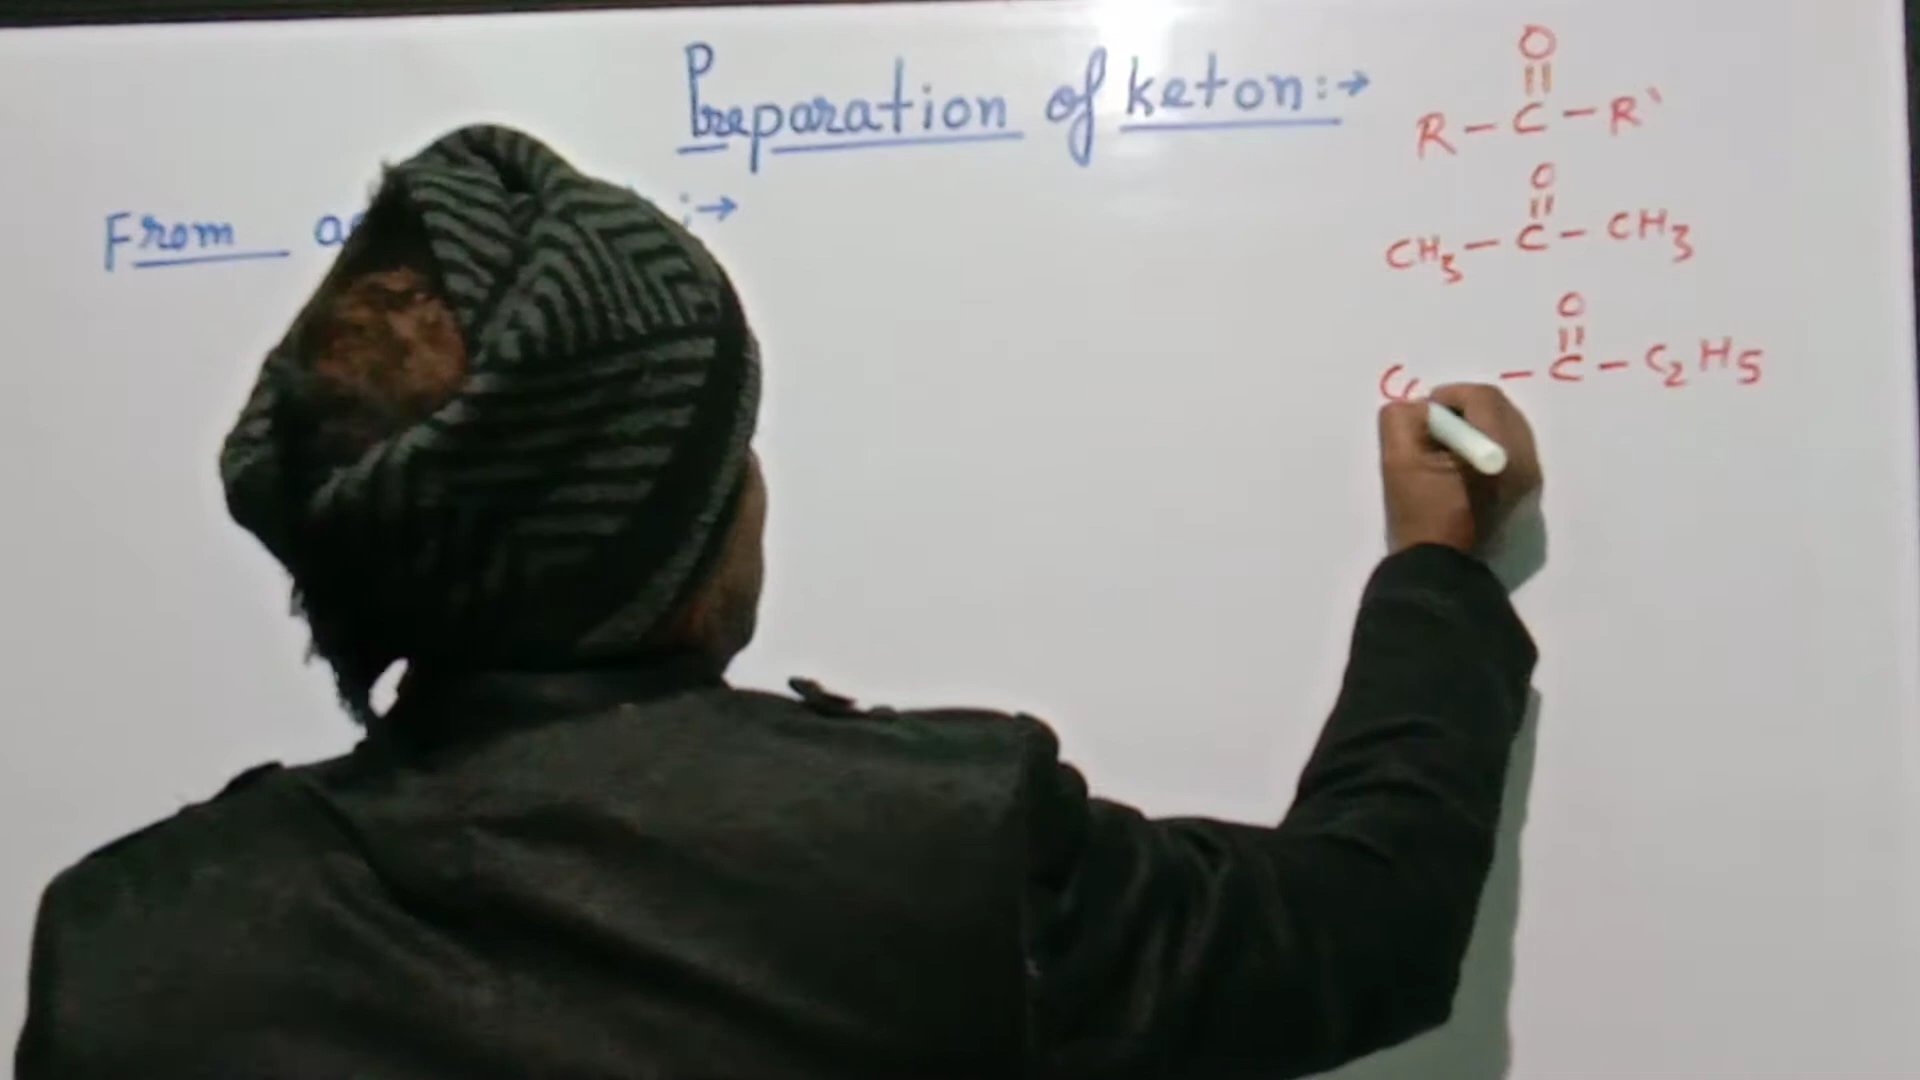 Preparation of keton:→
O
||
R-C-R`
From :→
O
||
CH3-C-CH3
O
||
-C-C2H5